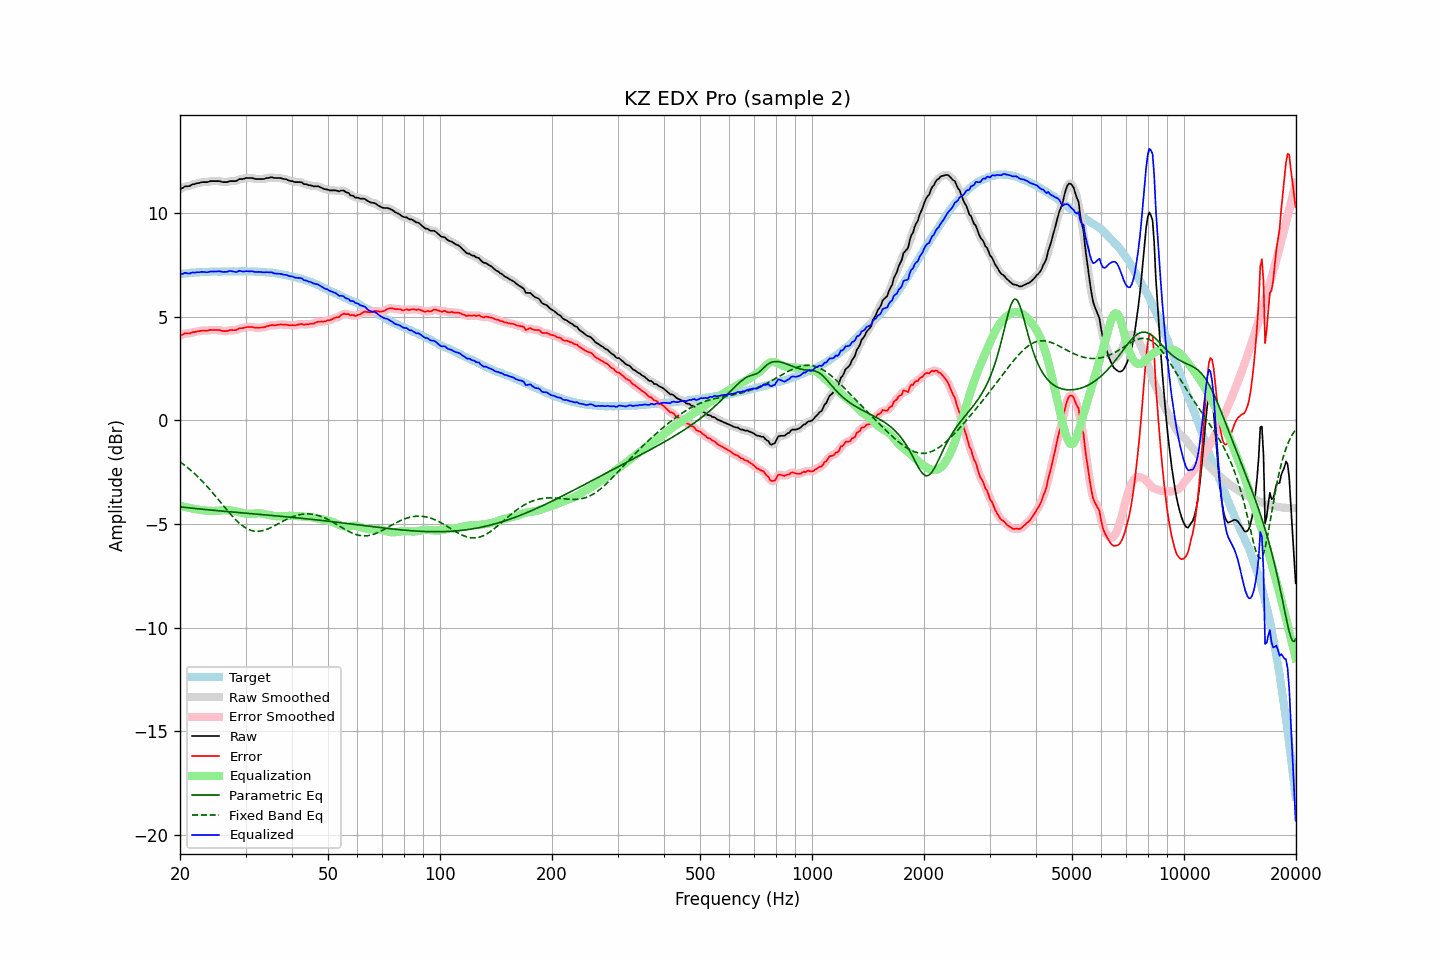 KZ EDX Pro (sample 2)
Amplitude (dBr)
10
5
0
−5
−10
−15
−20
Target
Raw Smoothed
Error Smoothed
Raw
Error
Equalization
Parametric Eq
Fixed Band Eq
Equalized
20 50 100 200 500 1000 2000 5000 10000 20000
Frequency (Hz)